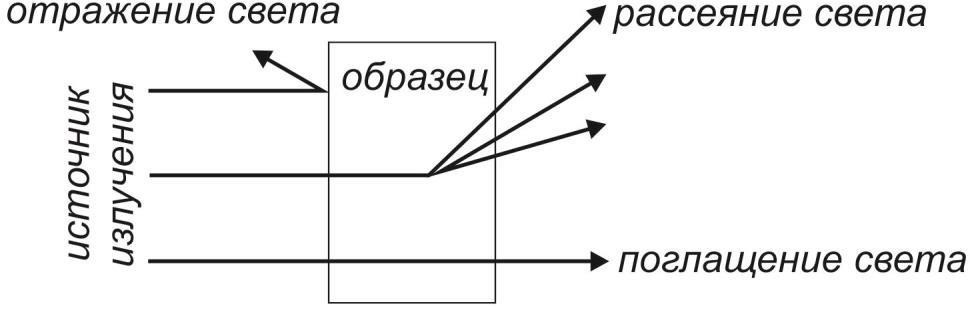 отражение света
рассеяние света
образец
источник
излучения
поглащение света